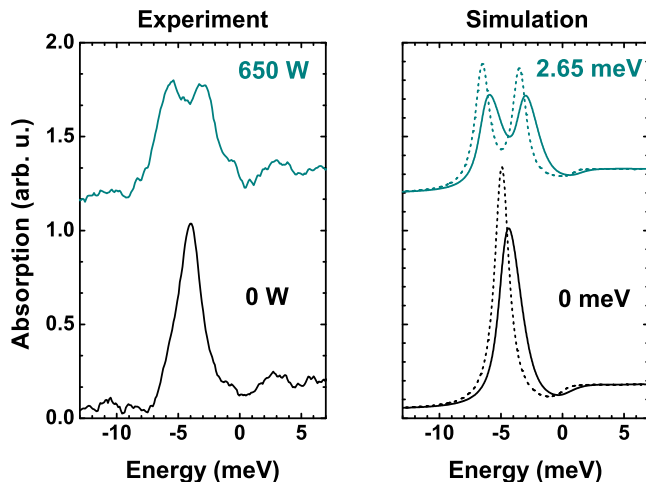 Experiment
Simulation
2.0
650 W
2.65 meV
1.5
Absorption (arb. u.)
1.0
0 W
0 meV
0.5
0.0
-10 -5 0 5
-10 -5 0 5
Energy (meV)
Energy (meV)